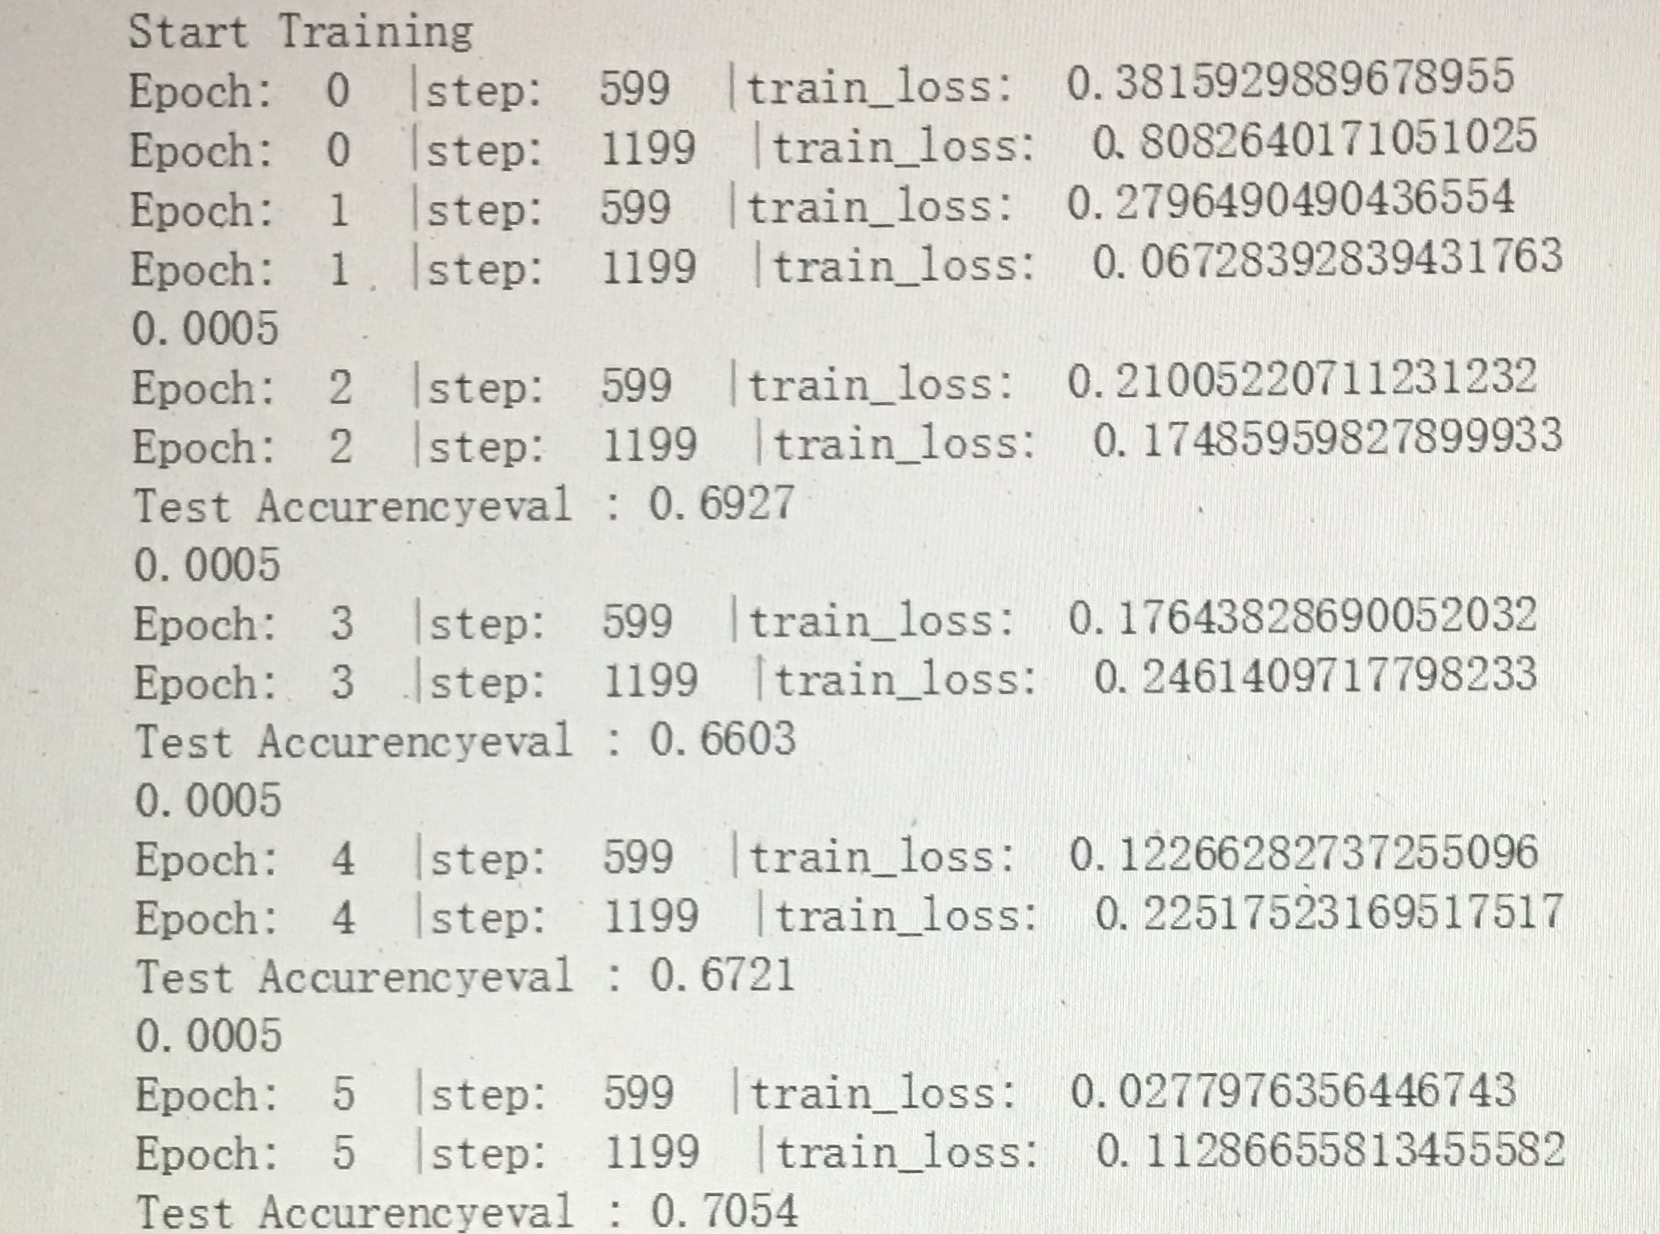 Start Training
Epoch: 0 |step: 599 |train_loss: 0.3815929889678955
Epoch: 0 |step: 1199 |train_loss: 0.8082640171051025
Epoch: 1 |step: 599 |train_loss: 0.2796490490436554
Epoch: 1 |step: 1199 |train_loss: 0.06728392839431763
0.0005
Epoch: 2 |step: 599 |train_loss: 0.21005220711231232
Epoch: 2 |step: 1199 |train_loss: 0.17485959827899933
Test Accurencyeval : 0.6927
0.0005
Epoch: 3 |step: 599 |train_loss: 0.17643828690052032
Epoch: 3 |step: 1199 |train_loss: 0.2461409717798233
Test Accurencyeval : 0.6603
0.0005
Epoch: 4 |step: 599 |train_loss: 0.12266282737255096
Epoch: 4 |step: 1199 |train_loss: 0.22517523169517517
Test Accurencyeval : 0.6721
0.0005
Epoch: 5 |step: 599 |train_loss: 0.0277976356446743
Epoch: 5 |step: 1199 |train_loss: 0.11286655813455582
Test Accurencyeval : 0.7054